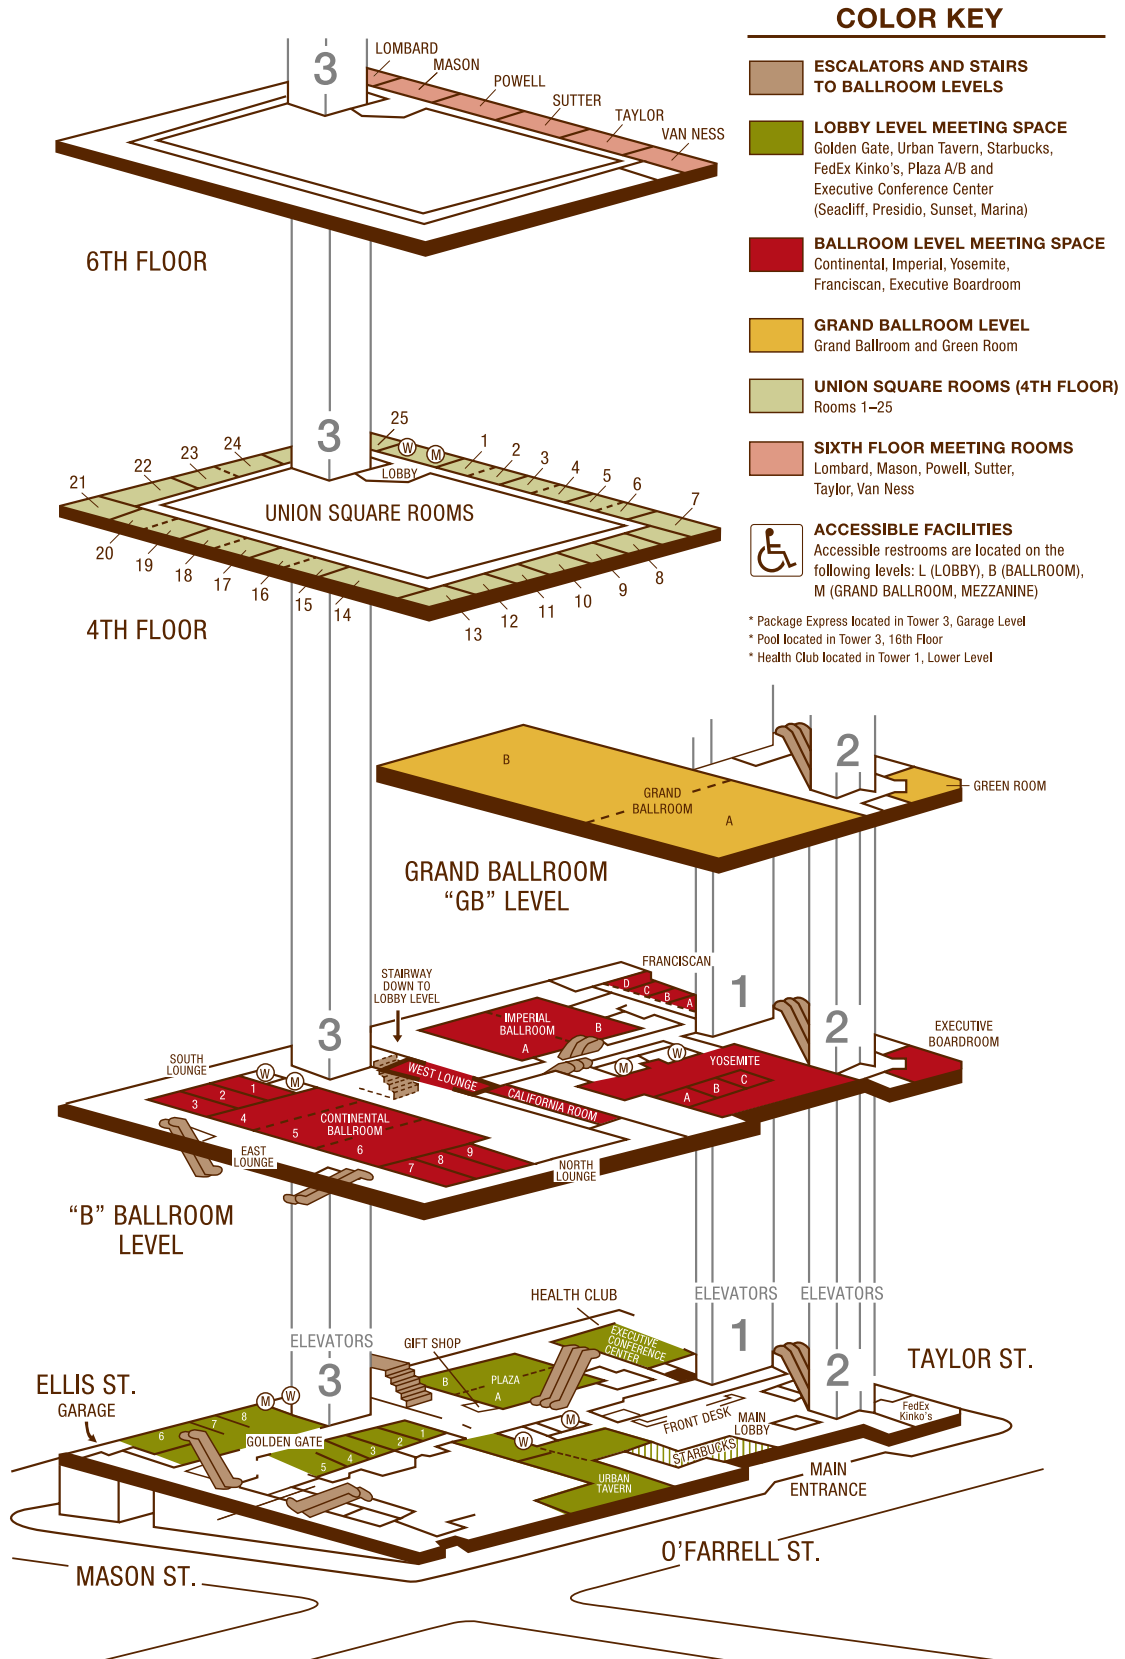 COLOR KEY
ESCALATORS AND STAIRS
TO BALLROOM LEVELS
LOBBY LEVEL MEETING SPACE
Golden Gate, Urban Tavern, Starbucks,
FedEx Kinko's, Plaza A/B and
Executive Conference Center
(Seacliff, Presidio, Sunset, Marina)
BALLROOM LEVEL MEETING SPACE
Continental, Imperial, Yosemite,
Franciscan, Executive Boardroom
GRAND BALLROOM LEVEL
Grand Ballroom and Green Room
UNION SQUARE ROOMS (4TH FLOOR)
Rooms 1–25
SIXTH FLOOR MEETING ROOMS
Lombard, Mason, Powell, Sutter,
Taylor, Van Ness
ACCESSIBLE FACILITIES
Accessible restrooms are located on the
following levels: L (LOBBY), B (BALLROOM),
M (GRAND BALLROOM, MEZZANINE)
* Package Express located in Tower 3, Garage Level
* Pool located in Tower 3, 16th Floor
* Health Club located in Tower 1, Lower Level
3
LOMBARD
MASON
POWELL
SUTTER
TAYLOR
VAN NESS
6TH FLOOR
3
25
W
M
1
2
3
4
5
6
7
24
23
22
21
LOBBY
UNION SQUARE ROOMS
20
19
18
17
16
15
14
13
12
11
10
9
8
4TH FLOOR
2
B
GRAND
BALLROOM
A
GREEN ROOM
GRAND BALLROOM
“GB” LEVEL
STAIRWAY
DOWN TO
LOBBY LEVEL
FRANCISCAN
D
C
B
A
1
2
3
IMPERIAL
BALLROOM
B
A
EXECUTIVE
BOARDROOM
SOUTH
LOUNGE
W
M
WEST LOUNGE
CALIFORNIA ROOM
M
W
YOSEMITE
A
B
C
1
2
3
4
5
6
7
8
9
CONTINENTAL
BALLROOM
EAST
LOUNGE
NORTH
LOUNGE
“B” BALLROOM
LEVEL
ELEVATORS
3
ELEVATORS
1
ELEVATORS
2
HEALTH CLUB
GIFT SHOP
EXECUTIVE
CONFERENCE
CENTER
B
PLAZA
A
TAYLOR ST.
ELLIS ST.
GARAGE
M
W
6
7
8
GOLDEN GATE
5
4
3
2
1
M
W
FRONT DESK
MAIN
LOBBY
STARBUCKS
FedEx
Kinko's
URBAN
TAVERN
MAIN
ENTRANCE
O'FARRELL ST.
MASON ST.